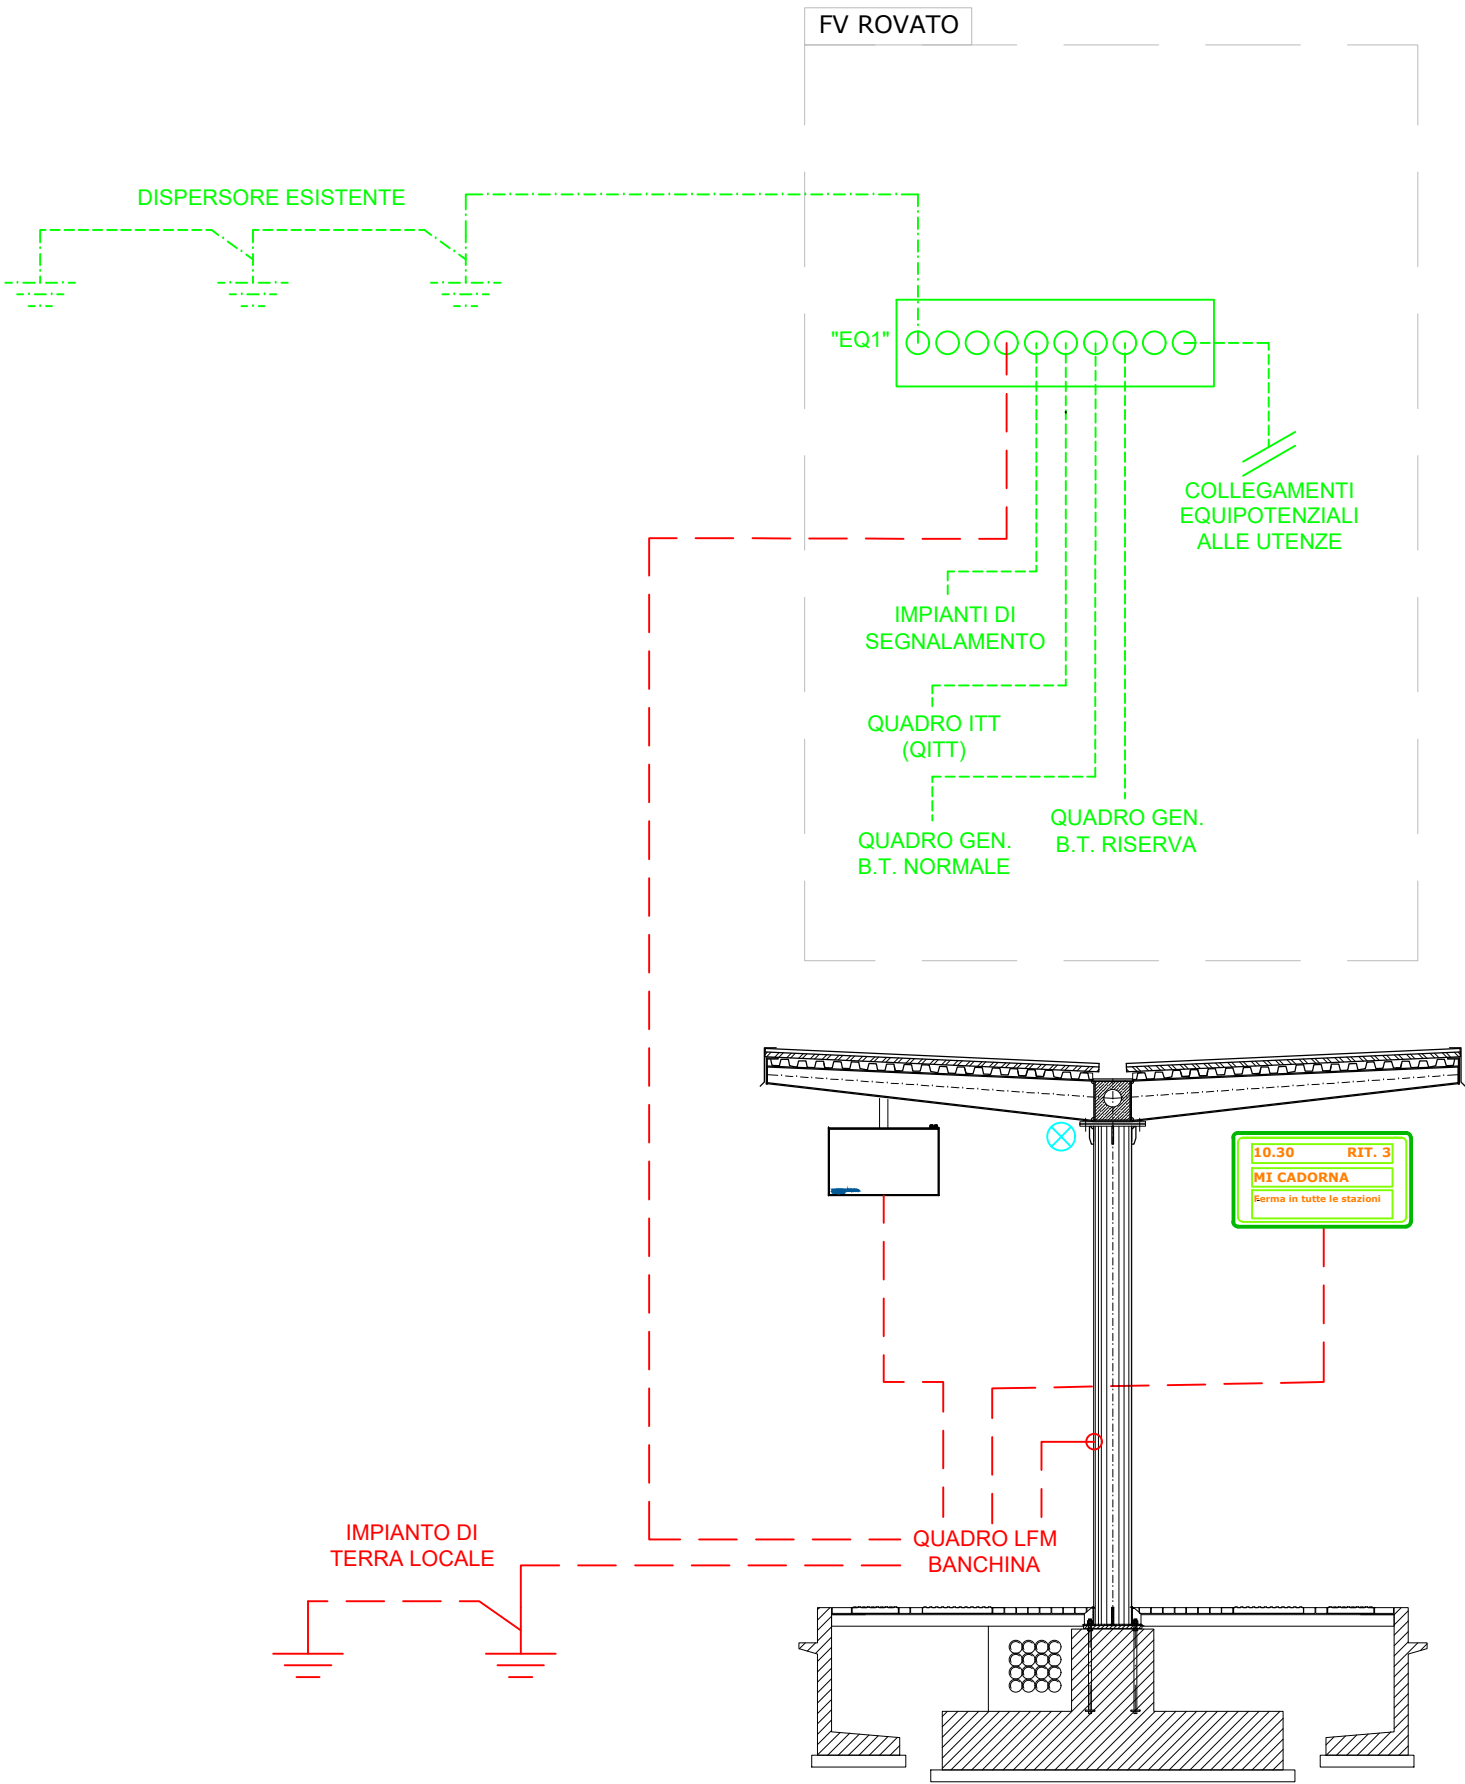 FV ROVATO
DISPERSORE ESISTENTE
"EQ1"
COLLEGAMENTI
EQUIPOTENZIALI
ALLE UTENZE
IMPIANTI DI
SEGNALAMENTO
QUADRO ITT
(QITT)
QUADRO GEN.
B.T. RISERVA
QUADRO GEN.
B.T. NORMALE
10.30 RIT. 3
MI CADORNA
Ferma in tutte le stazioni
IMPIANTO DI
TERRA LOCALE
QUADRO LFM
BANCHINA